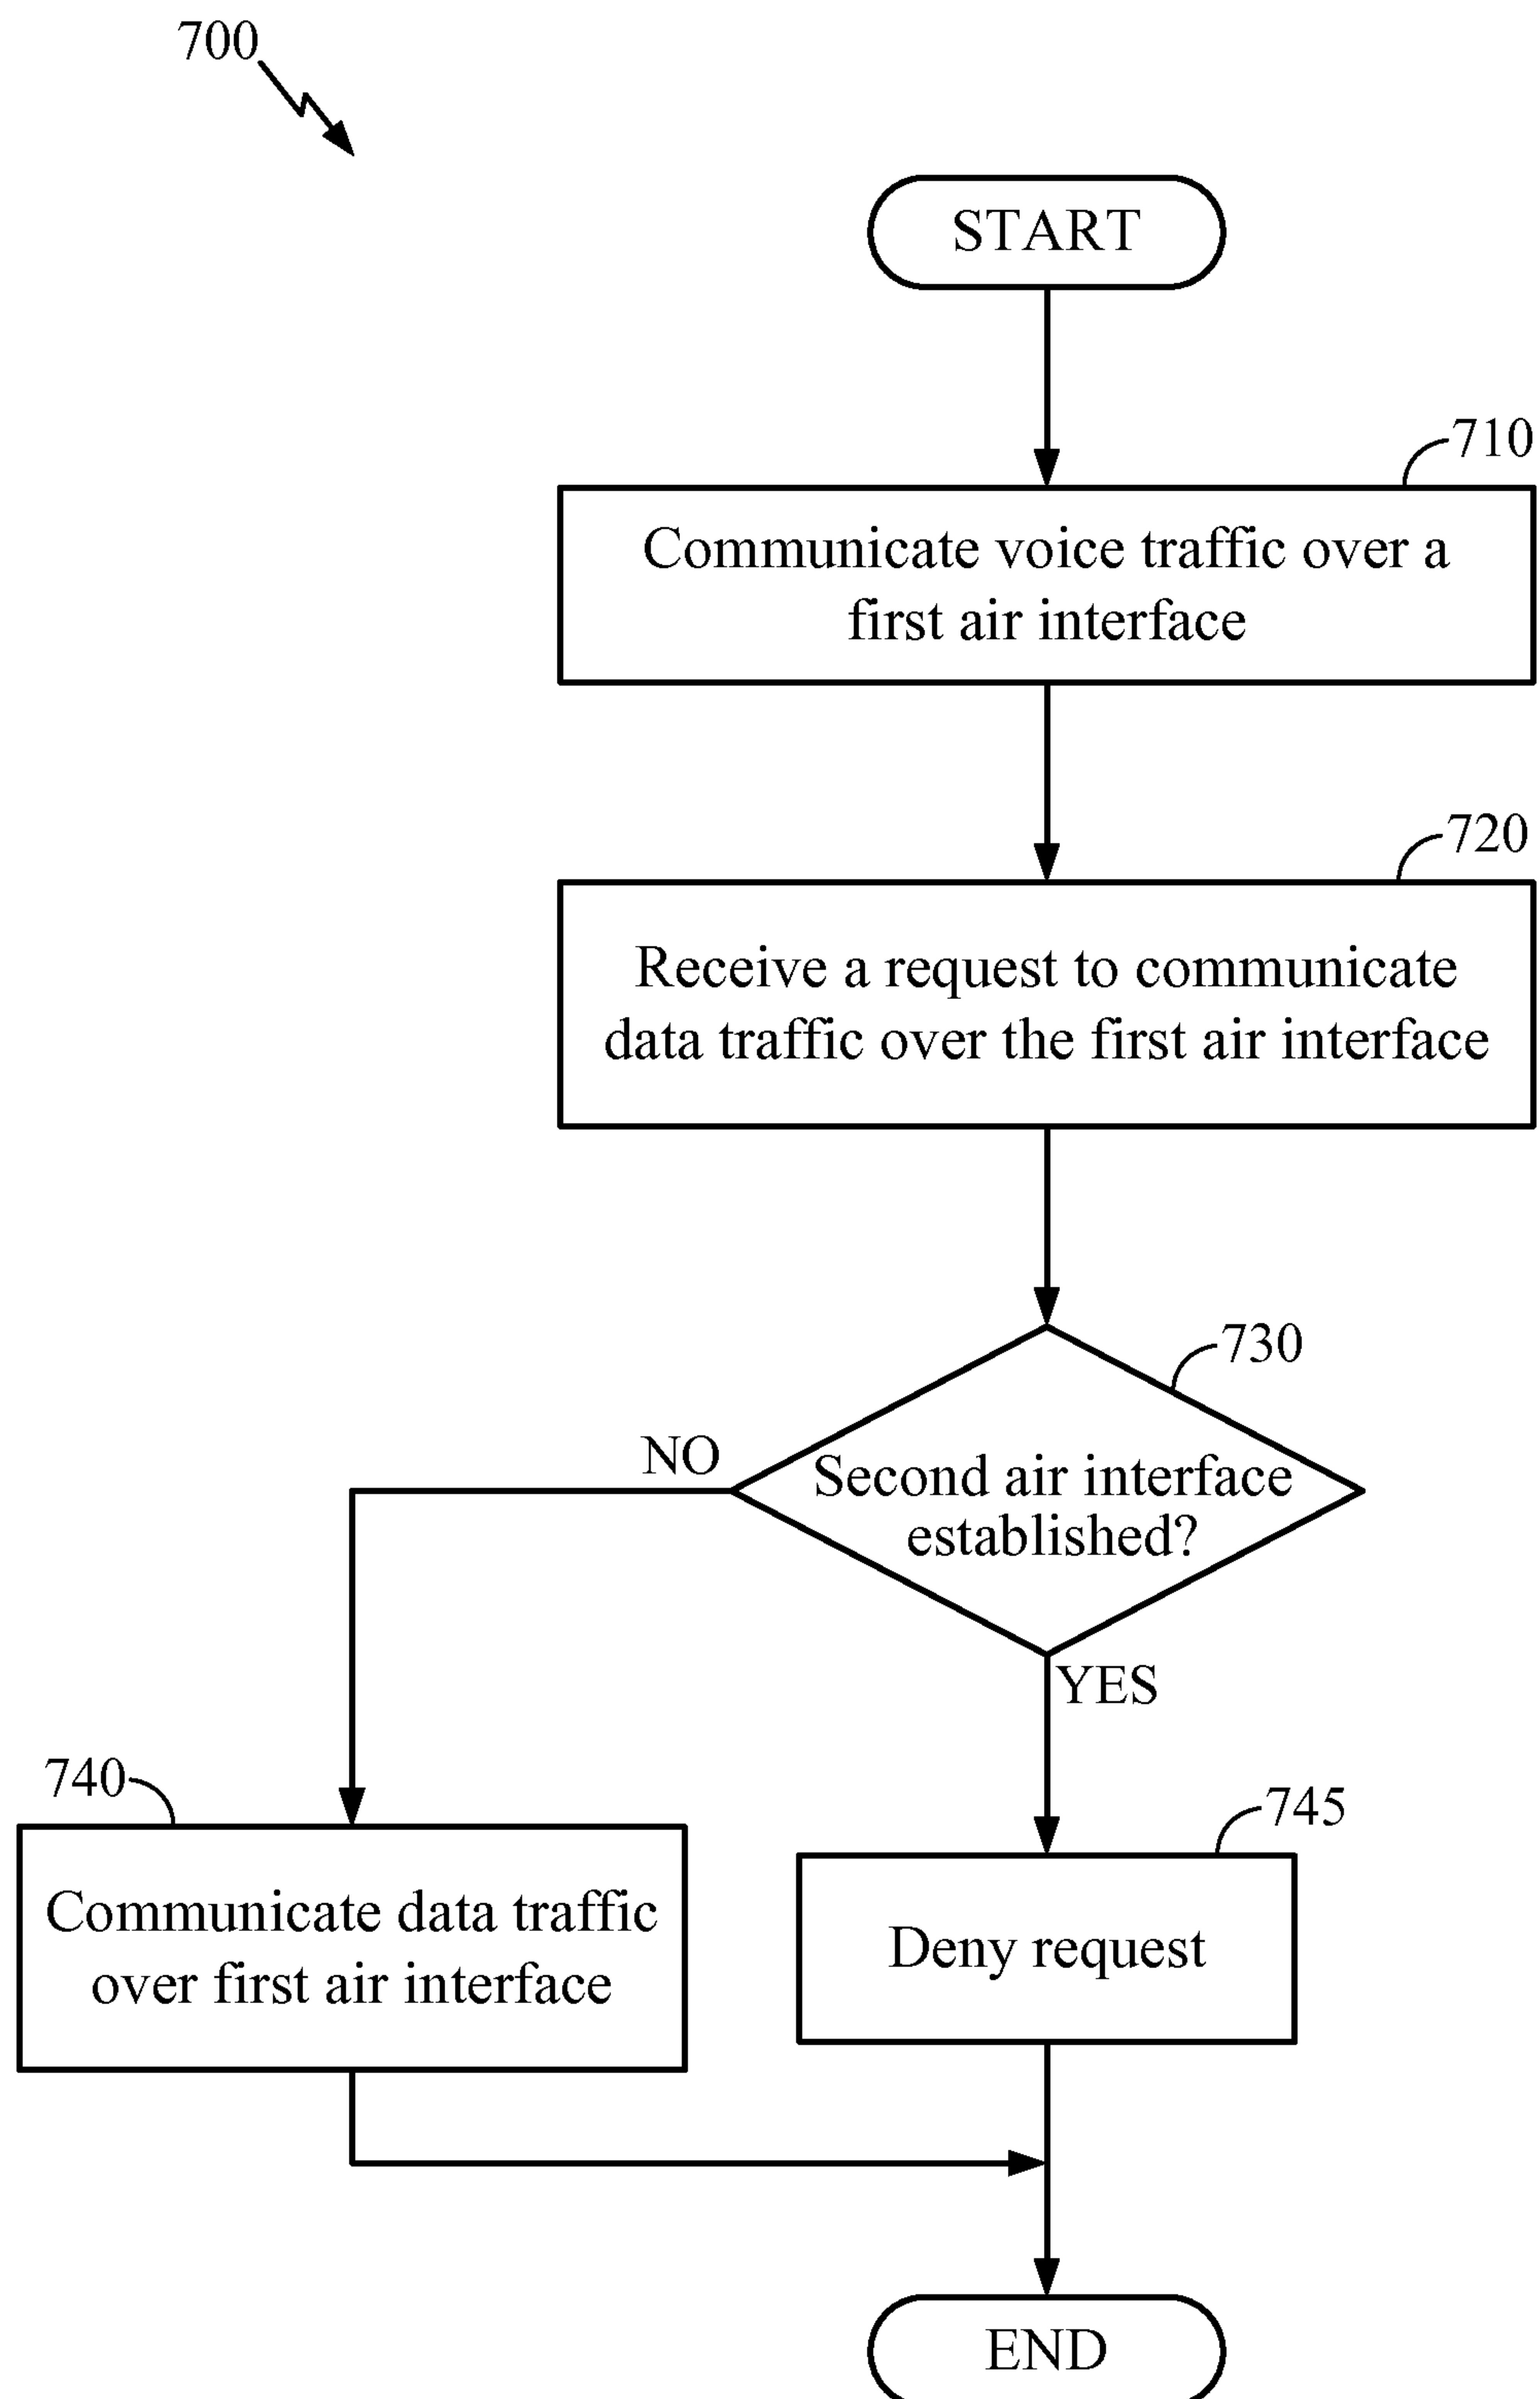 700
START
710
Communicate voice traffic over a
first air interface
720
Receive a request to communicate
data traffic over the first air interface
730
NO
Second air interface
established?
YES
740
745
Communicate data traffic
over first air interface
Deny request
END